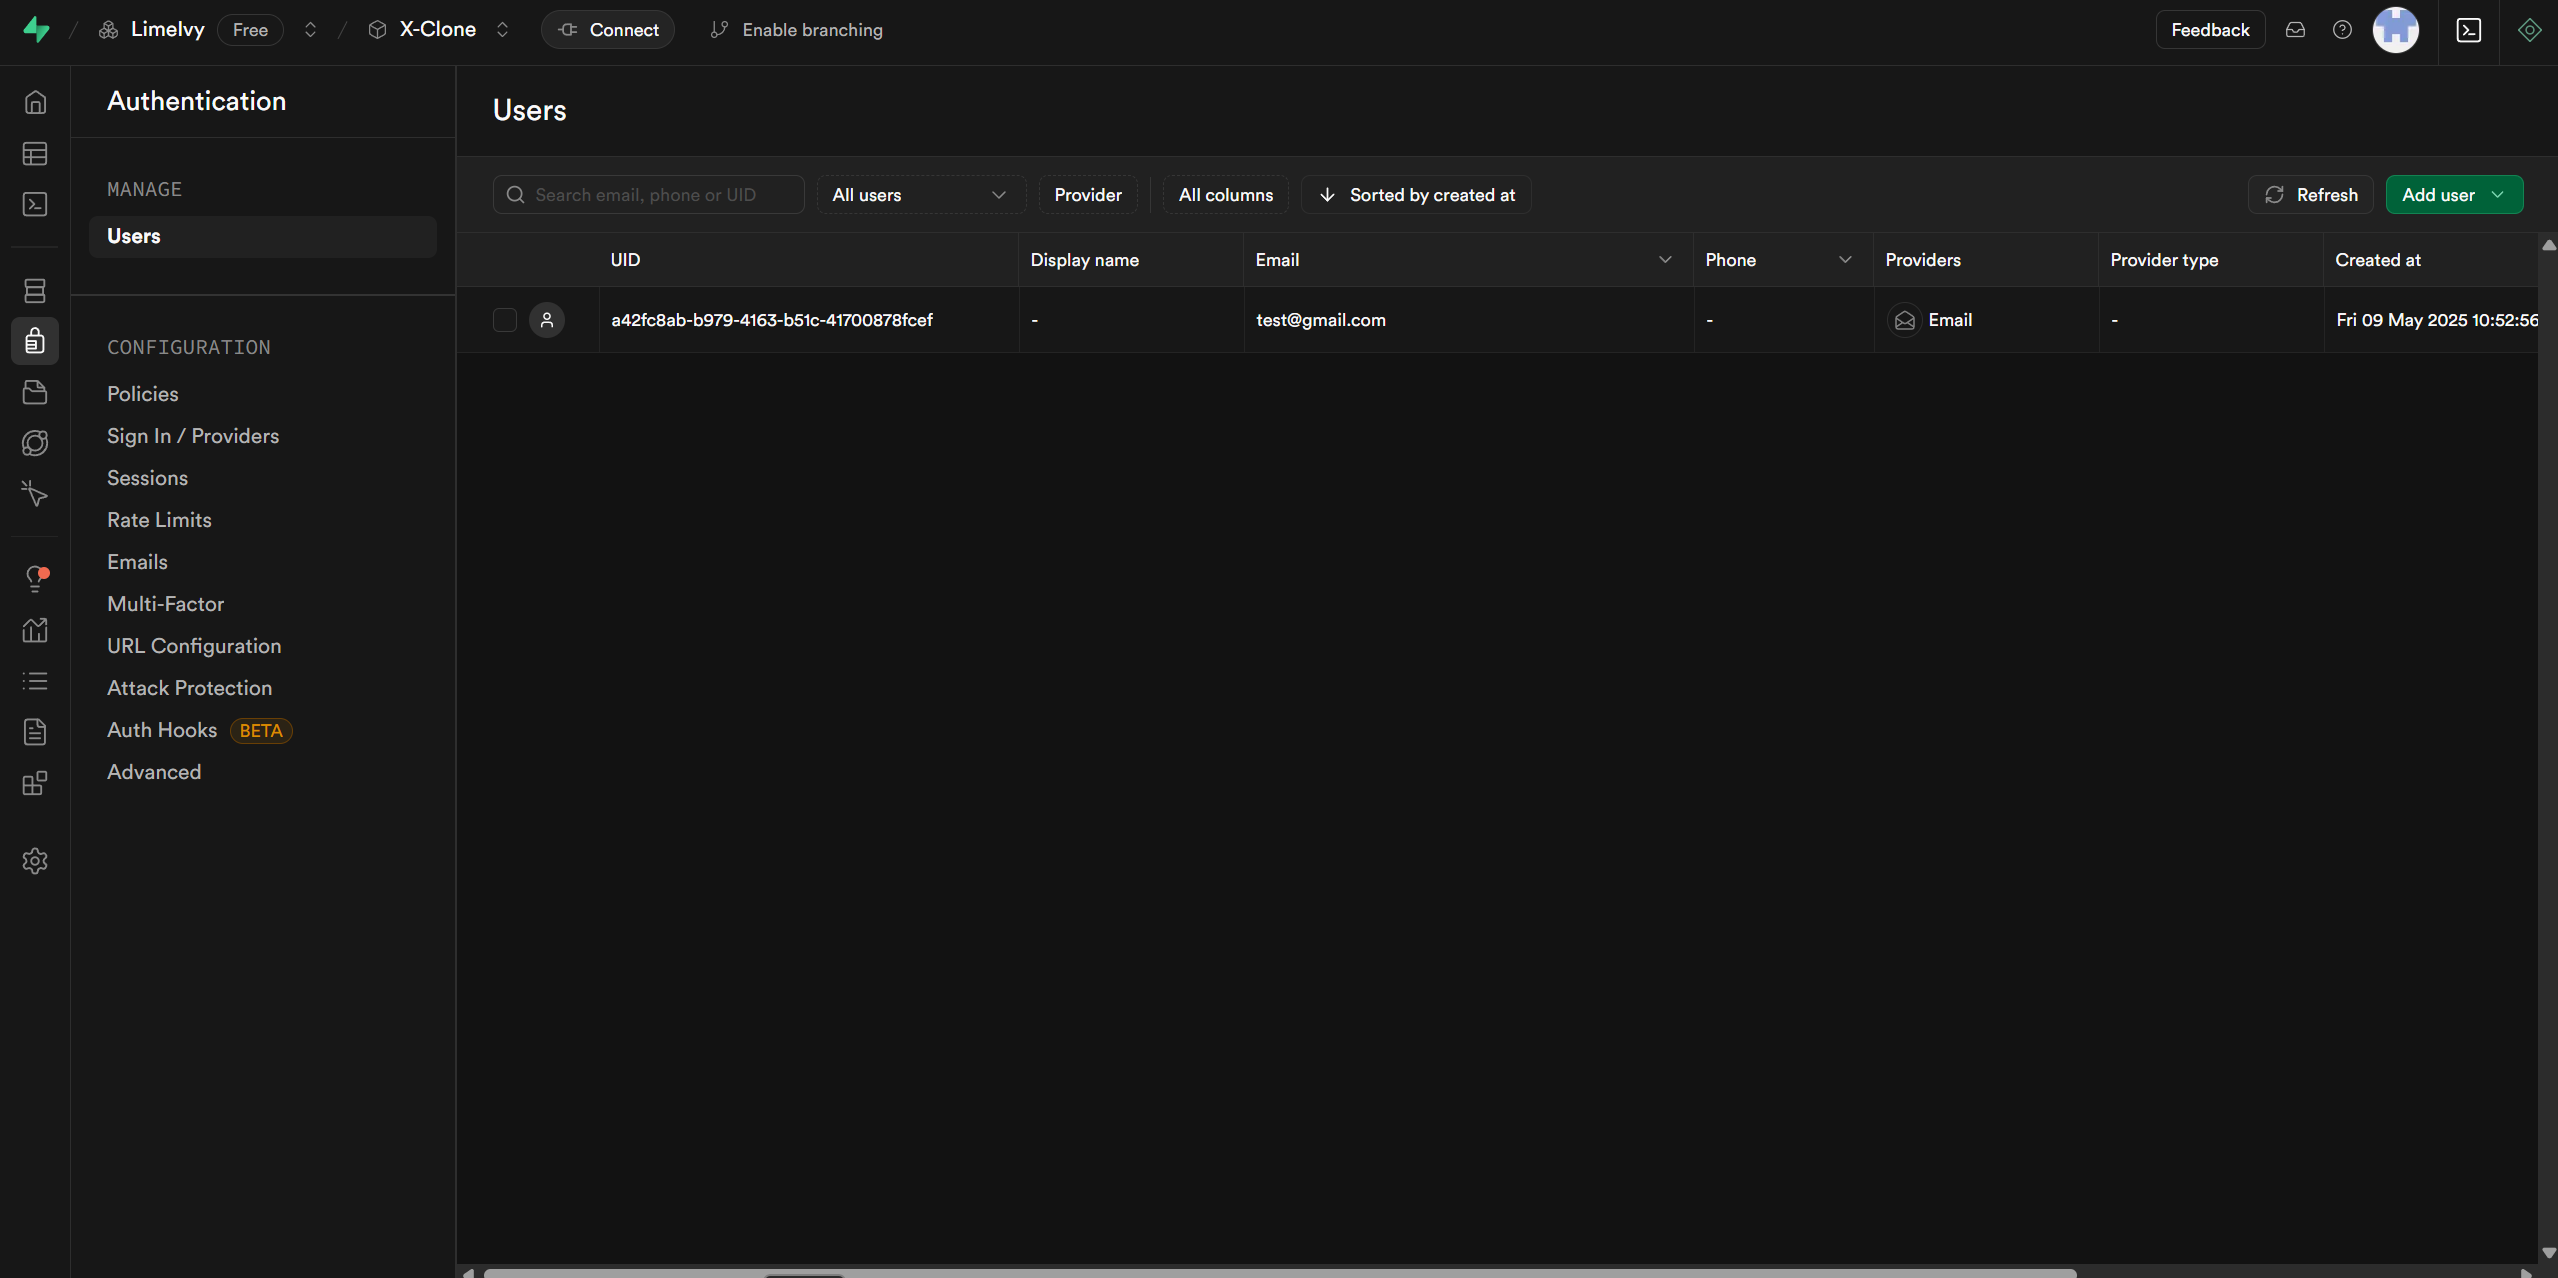 LimeIvy Free X-Clone Connect Enable branching Feedback
Authentication
MANAGE
Users
CONFIGURATION
Policies
Sign In / Providers
Sessions
Rate Limits
Emails
Multi-Factor
URL Configuration
Attack Protection
Auth Hooks BETA
Advanced
Users
Search email, phone or UID All users Provider All columns Sorted by created at Refresh Add user
UID Display name Email Phone Providers Provider type Created at
a42fc8ab-b979-4163-b51c-41700878fcef - test@gmail.com - Email - Fri 09 May 2025 10:52:56